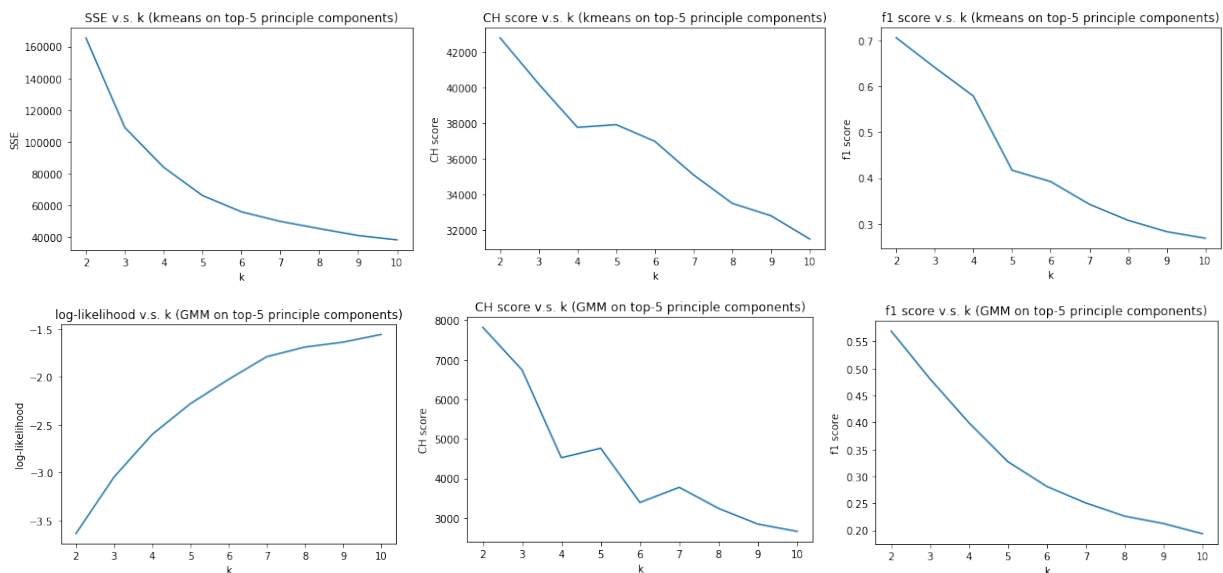 SSE v.s. k (kmeans on top-5 principle components)
160000
140000
120000
100000
80000
60000
40000
SSE
2 3 4 5 6 7 8 9 10
k
CH score v.s. k (kmeans on top-5 principle components)
42000
40000
38000
36000
34000
32000
CH score
2 3 4 5 6 7 8 9 10
k
f1 score v.s. k (kmeans on top-5 principle components)
0.7
0.6
0.5
0.4
0.3
f1 score
2 3 4 5 6 7 8 9 10
k
log-likelihood v.s. k (GMM on top-5 principle components)
−1.5
−2.0
−2.5
−3.0
−3.5
log-likelihood
2 3 4 5 6 7 8 9 10
k
CH score v.s. k (GMM on top-5 principle components)
8000
7000
6000
5000
4000
3000
CH score
2 3 4 5 6 7 8 9 10
k
f1 score v.s. k (GMM on top-5 principle components)
0.55
0.50
0.45
0.40
0.35
0.30
0.25
0.20
f1 score
2 3 4 5 6 7 8 9 10
k